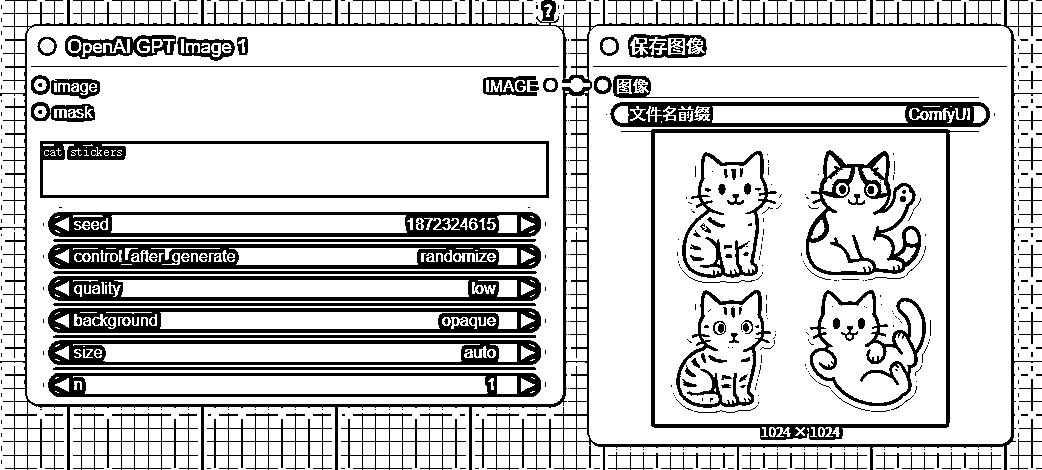 ?
OpenAI GPT Image 1
image IMAGE
mask
cat stickers
seed 1872324615
control_after_generate randomize
quality low
background opaque
size auto
n 1
保存图像
图像
文件名前缀 ComfyUI
1024 × 1024